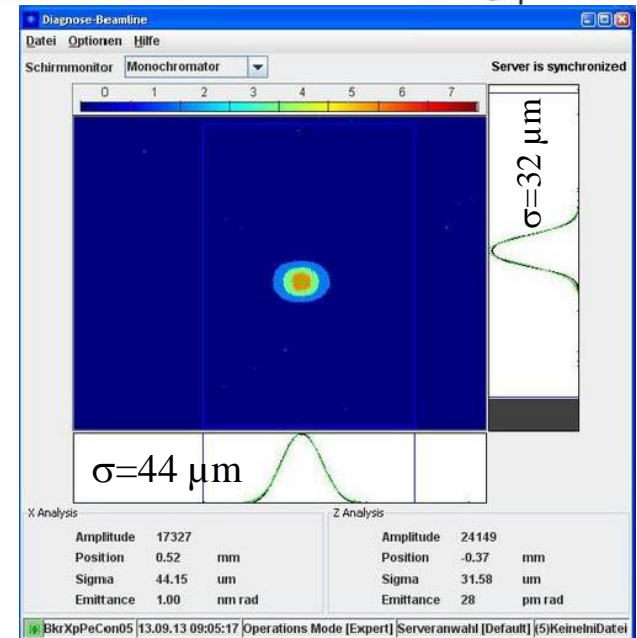 Diagnose-Beamline
Datei Optionen Hilfe
Schirmmonitor Monochromator Server is synchronized
0 1 2 3 4 5 6 7
σ=32 μm
σ=44 μm
X Analysis
Amplitude 17327
Position 0.52 mm
Sigma 44.15 um
Emittance 1.00 nm rad
Z Analysis
Amplitude 24149
Position -0.37 mm
Sigma 31.58 um
Emittance 28 pm rad
BkrXpPeCon05 13.09.13 09:05:17 Operations Mode [Expert] Serveranwahl [Default] (5)KeineIniDatei